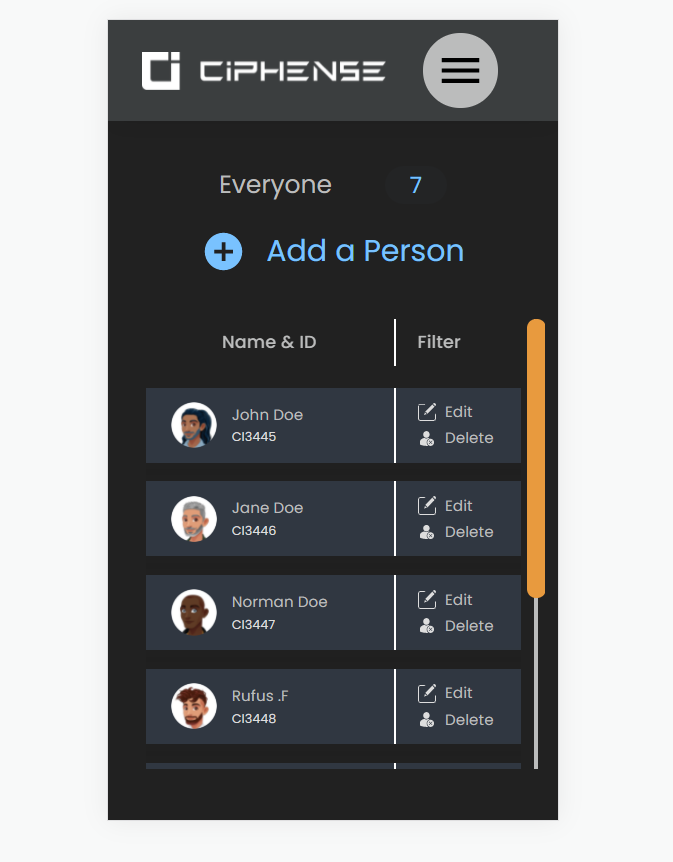 CIPHENSE
Everyone 7
Add a Person
Name & ID Filter
John Doe Edit
CI3445 Delete
Jane Doe Edit
CI3446 Delete
Norman Doe Edit
CI3447 Delete
Rufus .F Edit
CI3448 Delete